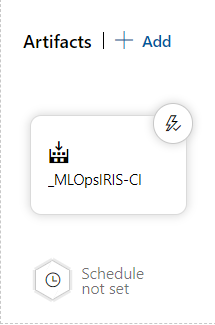 Artifacts | + Add
_MLOpsIRIS-CI
Schedule
not set